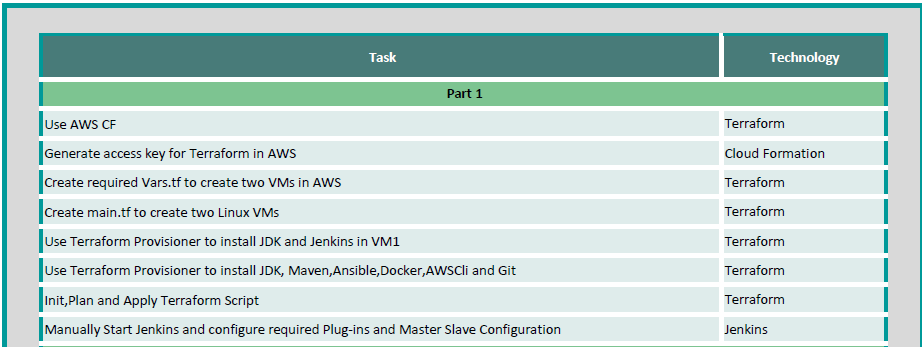 Task Technology
Part 1
Use AWS CF Terraform
Generate access key for Terraform in AWS Cloud Formation
Create required Vars.tf to create two VMs in AWS Terraform
Create main.tf to create two Linux VMs Terraform
Use Terraform Provisioner to install JDK and Jenkins in VM1 Terraform
Use Terraform Provisioner to install JDK, Maven,Ansible,Docker,AWSCli and Git Terraform
Init,Plan and Apply Terraform Script Terraform
Manually Start Jenkins and configure required Plug-ins and Master Slave Configuration Jenkins